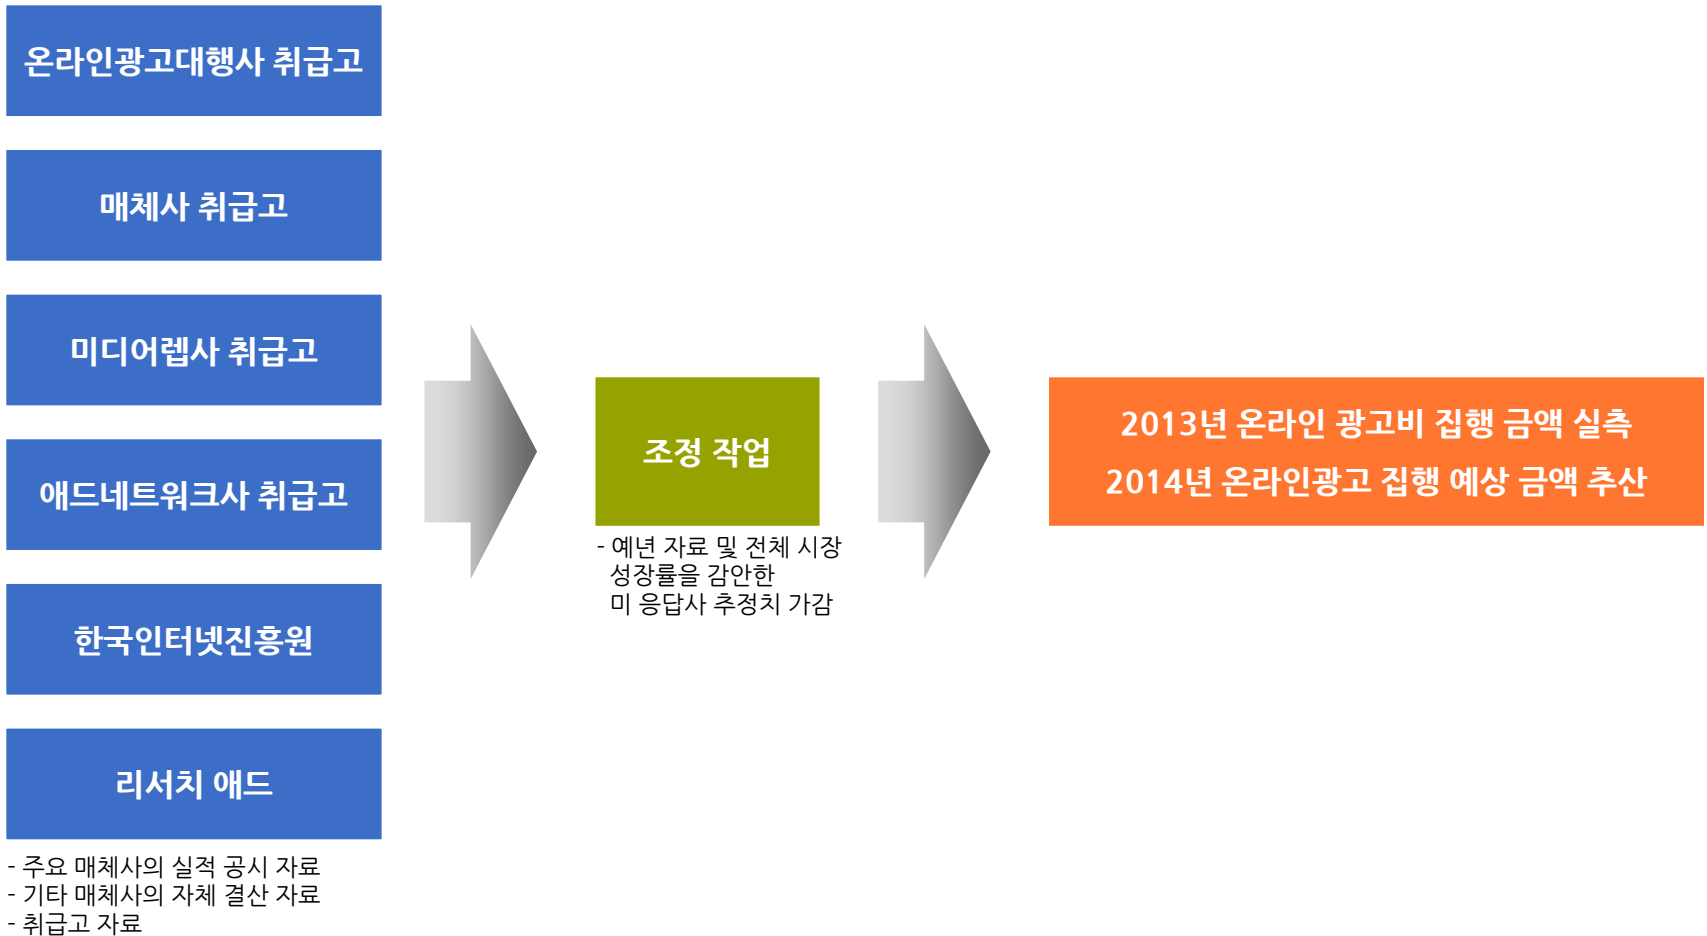 온라인광고대행사 취급고
매체사 취급고
미디어렙사 취급고
애드네트워크사 취급고
한국인터넷진흥원
리서치 애드
- 주요 매체사의 실적 공시 자료
- 기타 매체사의 자체 결산 자료
- 취급고 자료
조정 작업
- 예년 자료 및 전체 시장
성장률을 감안한
미 응답사 추정치 가감
2013년 온라인 광고비 집행 금액 실측
2014년 온라인광고 집행 예상 금액 추산